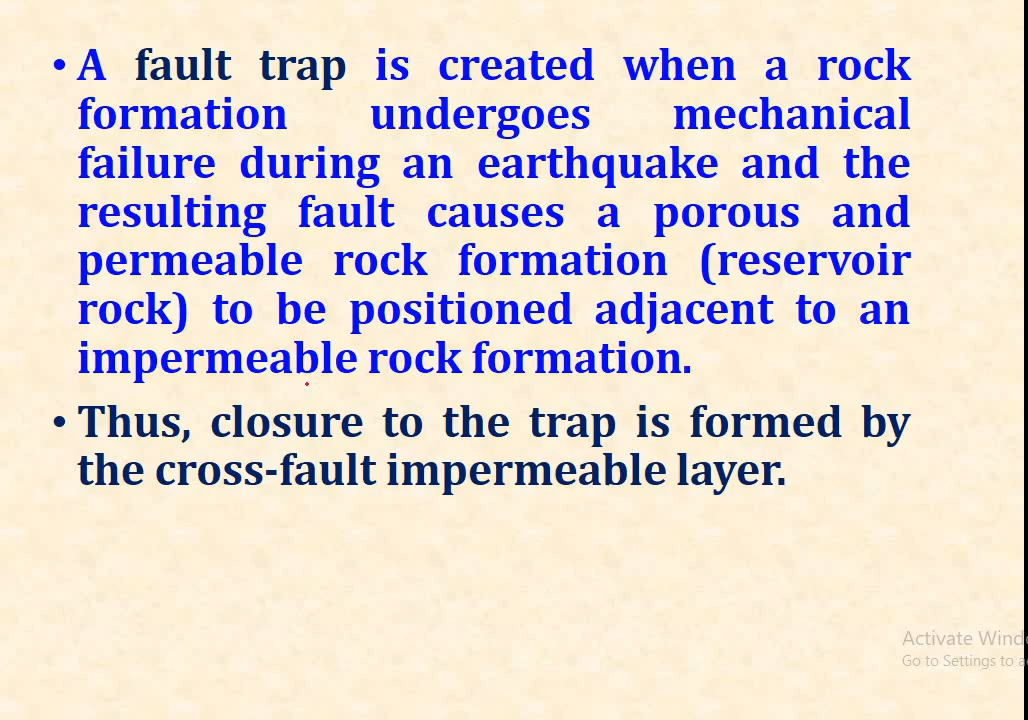 • A fault trap is created when a rock
formation undergoes mechanical
failure during an earthquake and the
resulting fault causes a porous and
permeable rock formation (reservoir
rock) to be positioned adjacent to an
impermeable rock formation.
• Thus, closure to the trap is formed by
the cross-fault impermeable layer.
Activate Windo
Go to Settings to a